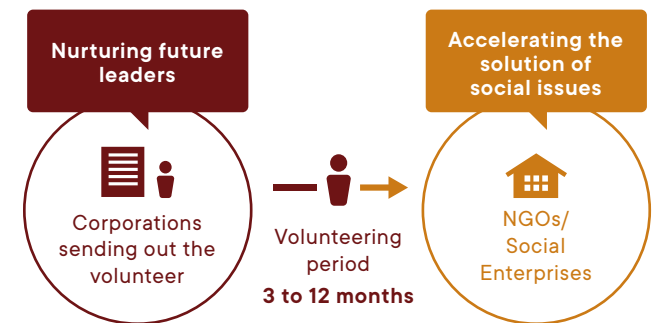 Nurturing future
leaders
Accelerating the
solution of
social issues
Corporations
sending out the
volunteer
Volunteering
period
3 to 12 months
NGOs/
Social
Enterprises